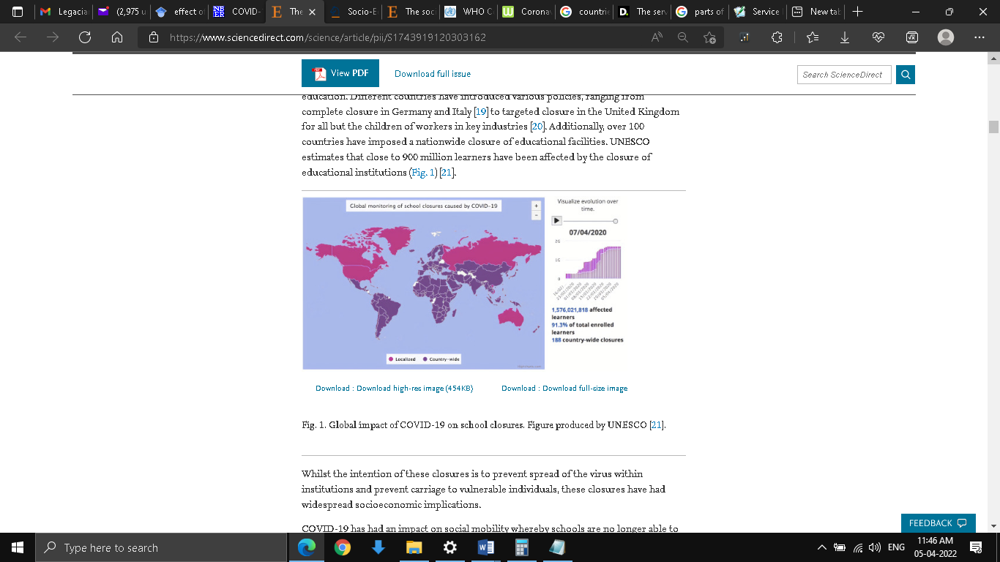 Legacia
(2,975 u
effect of
COVID-
The
Socio-E
The soc
WHO C
Corona
countrie
The serv
parts of
Service
New tab
https://www.sciencedirect.com/science/article/pii/S1743919120303162
View PDF
Download full issue
Search ScienceDirect
education. Different countries have introduced various policies, ranging from
complete closure in Germany and Italy [19] to targeted closure in the United Kingdom
for all but the children of workers in key industries [20]. Additionally, over 100
countries have imposed a nationwide closure of educational facilities. UNESCO
estimates that close to 900 million learners have been affected by the closure of
educational institutions (Fig. 1) [21].
Global monitoring of school closures caused by COVID-19
+
-
Localized
Country-wide
Visualize evolution over
time.
07/04/2020
2G
1G
0
1,576,021,818 affected
learners
91.3% of total enrolled
learners
188 country-wide closures
Download : Download high-res image (454KB)
Download : Download full-size image
Fig. 1. Global impact of COVID-19 on school closures. Figure produced by UNESCO [21].
Whilst the intention of these closures is to prevent spread of the virus within
institutions and prevent carriage to vulnerable individuals, these closures have had
widespread socioeconomic implications.
COVID-19 has had an impact on social mobility whereby schools are no longer able to
FEEDBACK
Type here to search
ENG
11:46 AM
05-04-2022